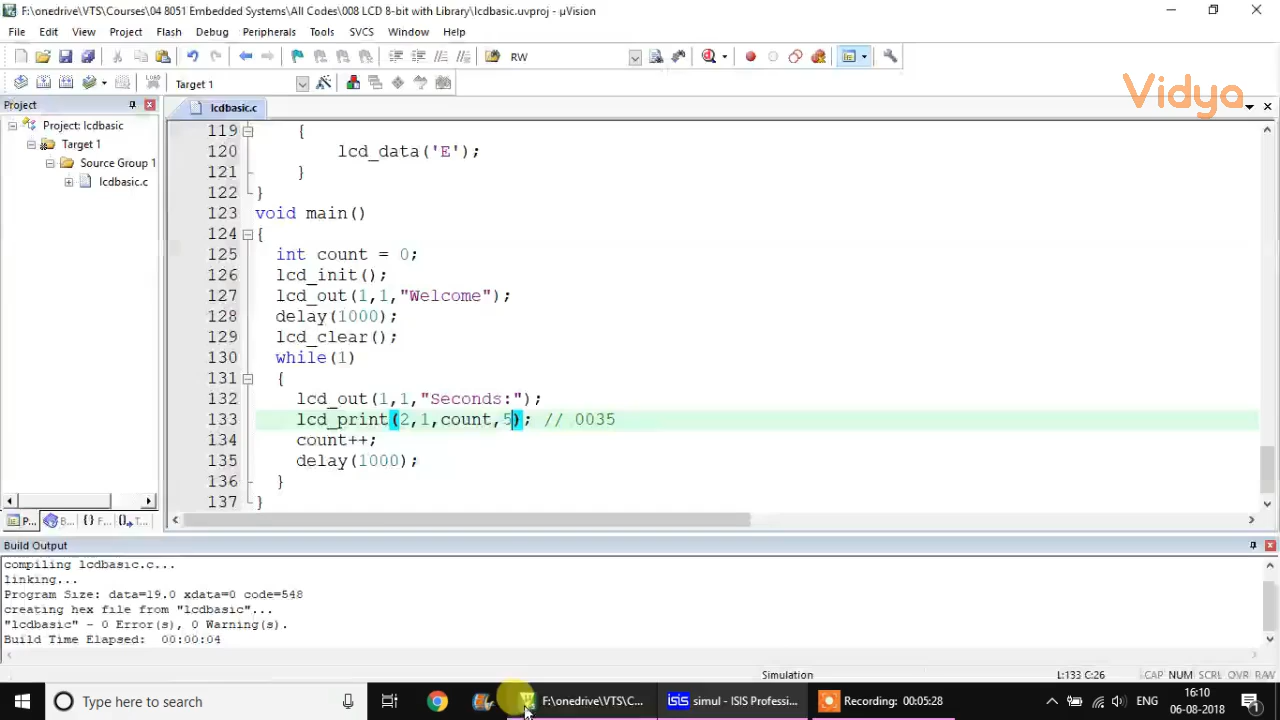 F:\onedrive\VTS\Courses\04 8051 Embedded Systems\All Codes\008 LCD 8-bit with Library\lcdbasic.uvproj - µVision
File Edit View Project Flash Debug Peripherals Tools SVCS Window Help
RW
LOAD
Target 1
Vidya
Project
lcdbasic.c
Project: lcdbasic
Target 1
Source Group 1
lcdbasic.c
119 {
120 lcd_data('E');
121 }
122 }
123 void main()
124 {
125 int count = 0;
126 lcd_init();
127 lcd_out(1,1,"Welcome");
128 delay(1000);
129 lcd_clear();
130 while(1)
131 {
132 lcd_out(1,1,"Seconds:");
133 lcd_print(2,1,count,5); // 0035
134 count++;
135 delay(1000);
136 }
137 }
P... B... {} F... T...
Build Output
compiling lcdbasic.c...
linking...
Program Size: data=19.0 xdata=0 code=548
creating hex file from "lcdbasic"...
"lcdbasic" - 0 Error(s), 0 Warning(s).
Build Time Elapsed: 00:00:04
Simulation L:133 C:26 CAP NUM SCRL OVR RAW
Type here to search
F:\onedrive\VTS\C...
ISIS simul - ISIS Professi...
Recording: 00:05:28
ENG
16:10
06-08-2018
1